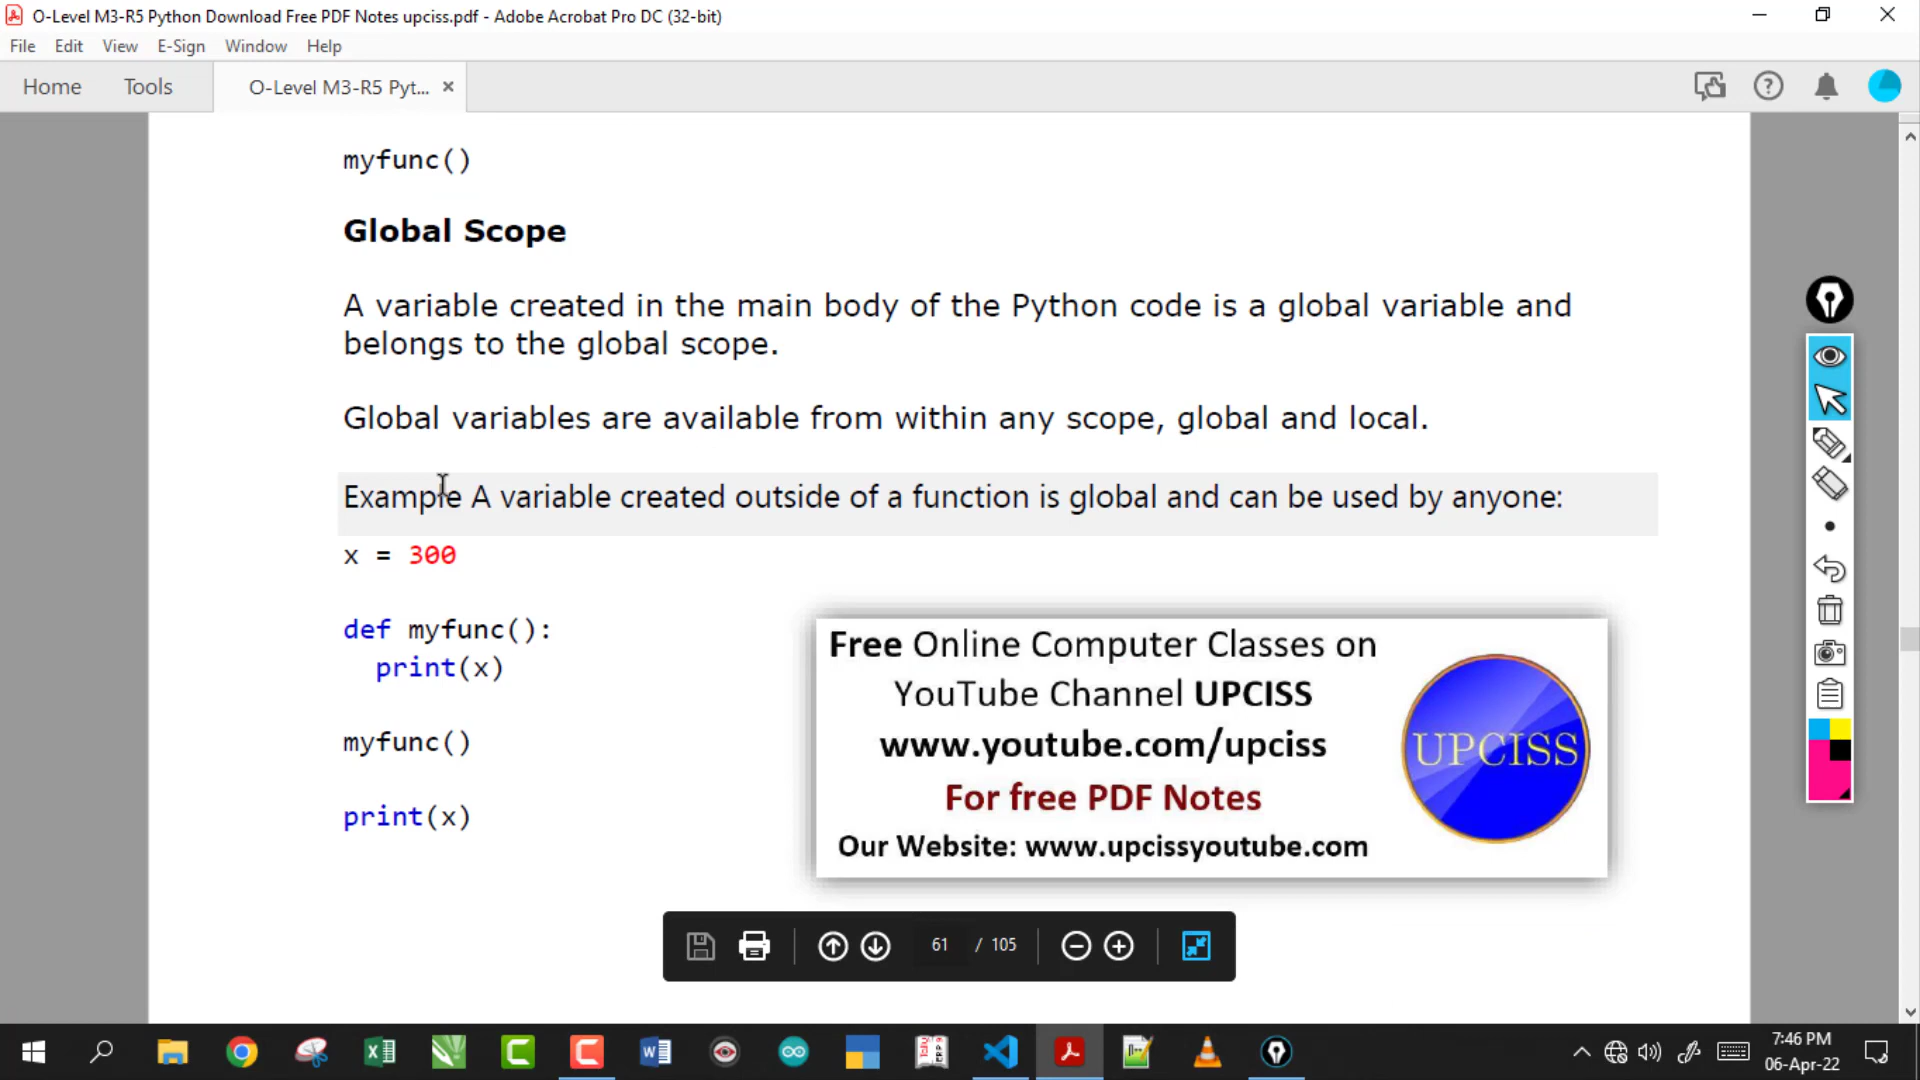 O-Level M3-R5 Python Download Free PDF Notes upciss.pdf - Adobe Acrobat Pro DC (32-bit)
File Edit View E-Sign Window Help
Home Tools O-Level M3-R5 Pyt... ×
myfunc()
Global Scope
A variable created in the main body of the Python code is a global variable and
belongs to the global scope.
Global variables are available from within any scope, global and local.
Example A variable created outside of a function is global and can be used by anyone:
x = 300
def myfunc():
print(x)
myfunc()
print(x)
Free Online Computer Classes on
YouTube Channel UPCISS
www.youtube.com/upciss
For free PDF Notes
Our Website: www.upcissyoutube.com
UPCISS
61 / 105
7:46 PM
06-Apr-22